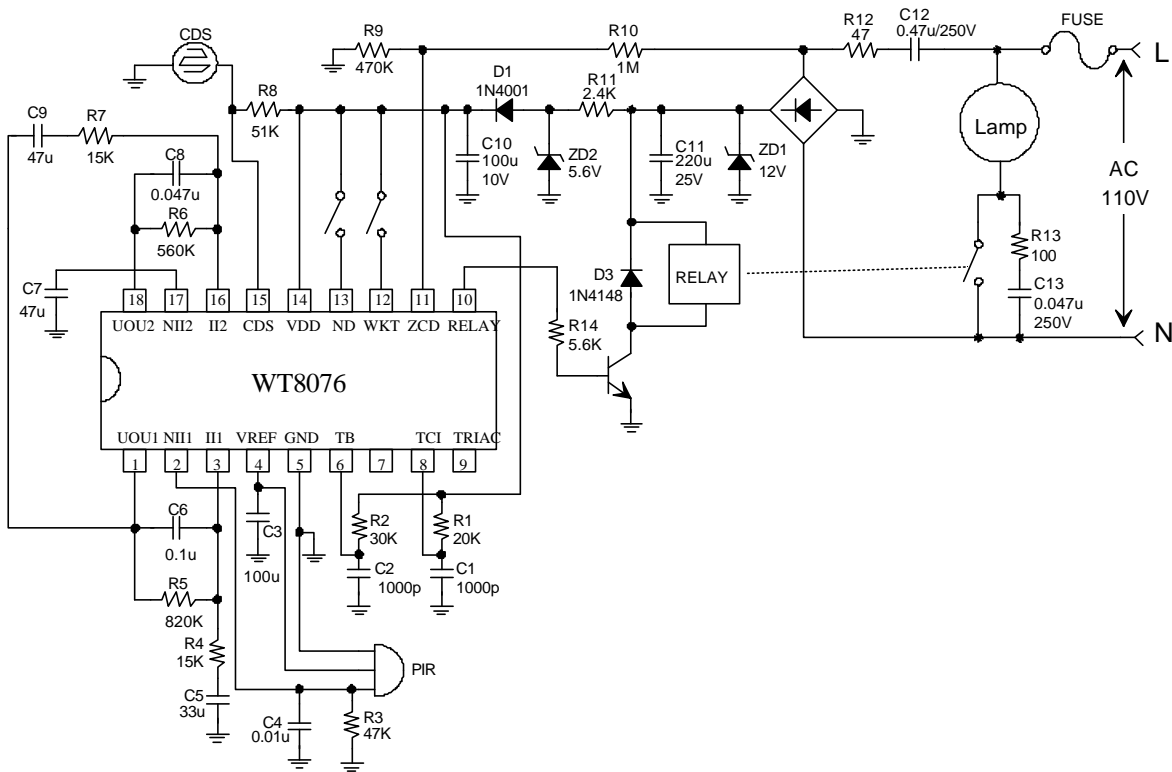 CDS
R9
470K
R10
1M
R12
47
C12
0.47u/250V
FUSE
L
D1
1N4001
R11
2.4K
R8
51K
C9
47u
R7
15K
C8
0.047u
R6
560K
C10
100u
10V
ZD2
5.6V
C11
220u
25V
ZD1
12V
Lamp
AC
110V
R13
100
C13
0.047u
250V
N
C7
47u
D3
1N4148
RELAY
R14
5.6K
18 17 16 15 14 13 12 11 10
UOU2 NII2 II2 CDS VDD ND WKT ZCD RELAY
WT8076
UOU1 NII1 II1 VREF GND TB TCI TRIAC
1 2 3 4 5 6 7 8 9
C6
0.1u
C3
100u
R2
30K
R1
20K
C2
1000p
C1
1000p
R5
820K
R4
15K
C5
33u
PIR
C4
0.01u
R3
47K